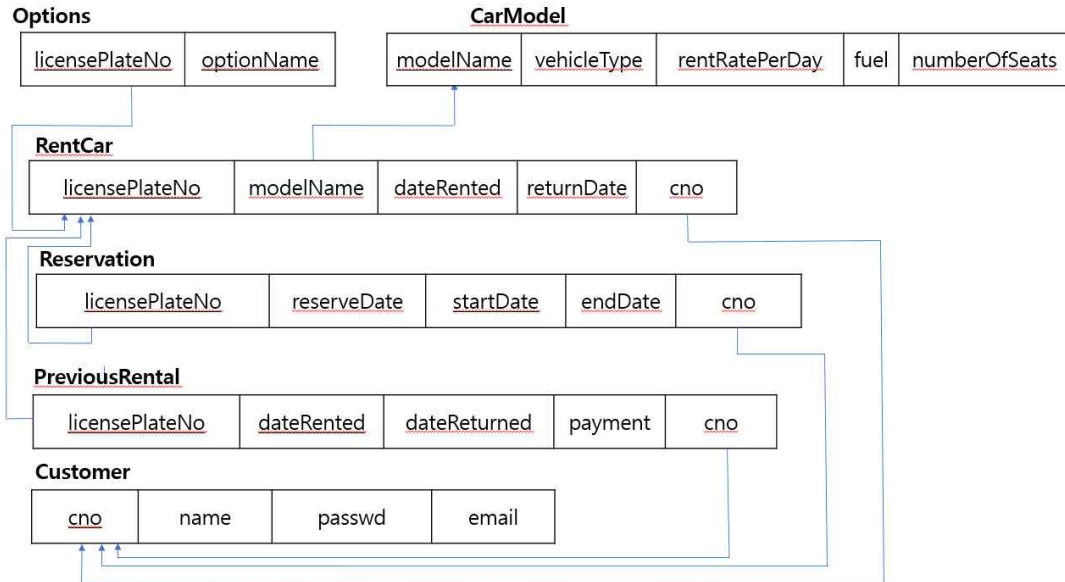 Options
CarModel
licensePlateNo optionName
modelName vehicleType rentRatePerDay fuel numberOfSeats
RentCar
licensePlateNo modelName dateRented returnDate cno
Reservation
licensePlateNo reserveDate startDate endDate cno
PreviousRental
licensePlateNo dateRented dateReturned payment cno
Customer
cno name passwd email